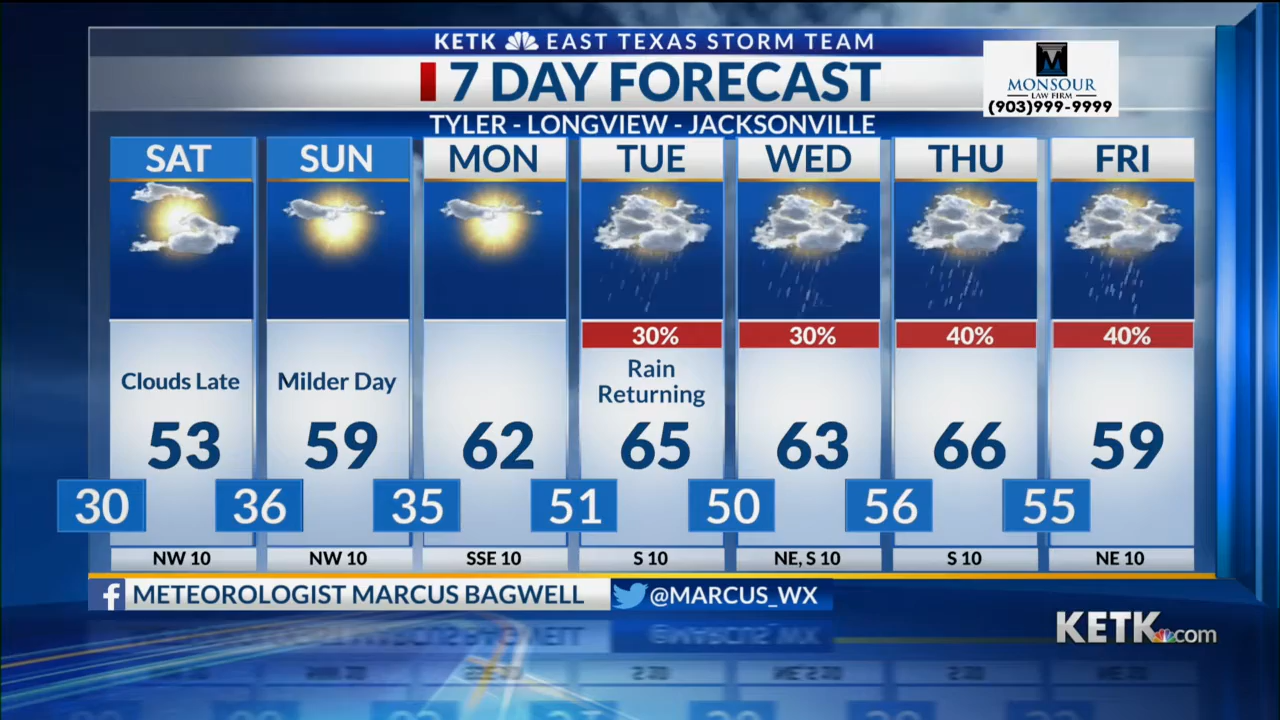 KETK EAST TEXAS STORM TEAM
7 DAY FORECAST
MONSOUR
LAW FIRM
(903)999-9999
TYLER - LONGVIEW - JACKSONVILLE
SAT SUN MON TUE WED THU FRI
30% 30% 40% 40%
Clouds Late Milder Day Rain
Returning
53 59 62 65 63 66 59
30 36 35 51 50 56 55
NW 10 NW 10 SSE 10 S 10 NE, S 10 S 10 NE 10
f METEOROLOGIST MARCUS BAGWELL @MARCUS_WX
KETK.com